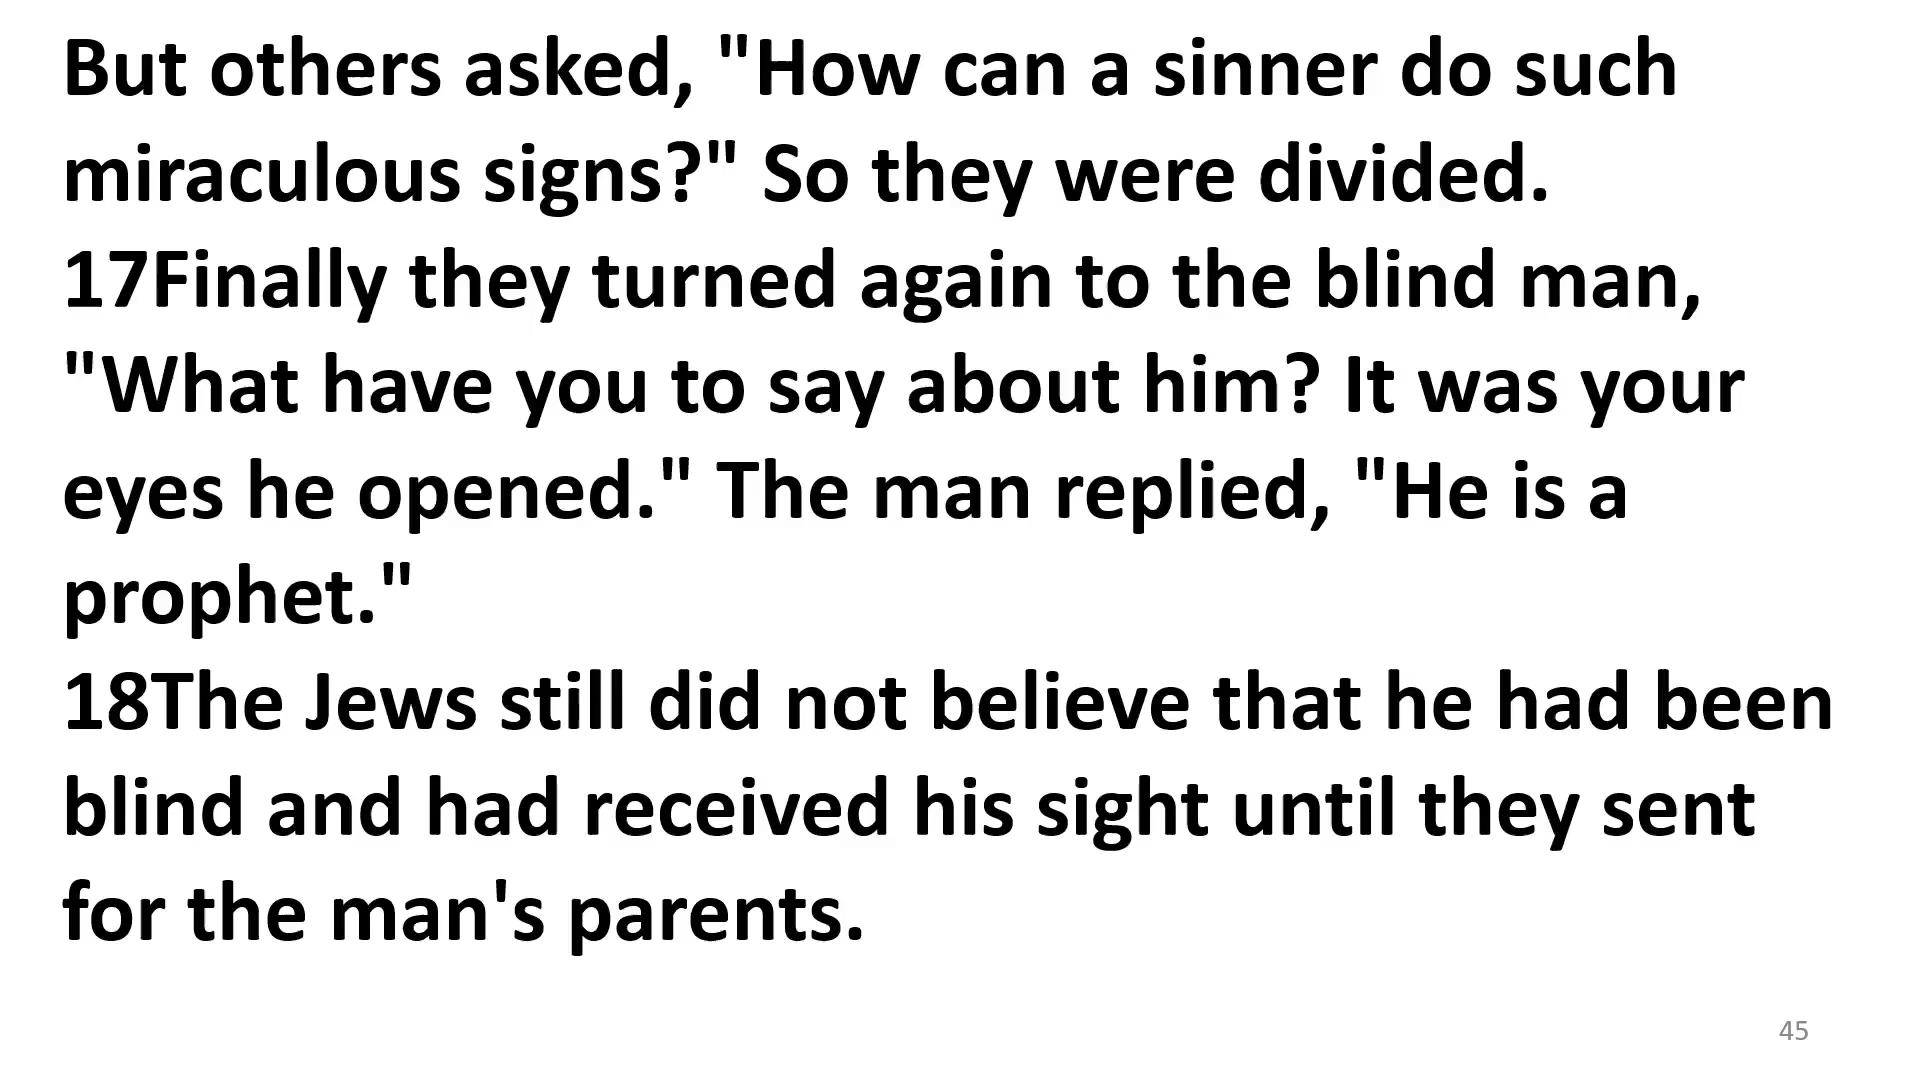 But others asked, "How can a sinner do such
miraculous signs?" So they were divided.
17Finally they turned again to the blind man,
"What have you to say about him? It was your
eyes he opened." The man replied, "He is a
prophet."
18The Jews still did not believe that he had been
blind and had received his sight until they sent
for the man's parents.
45